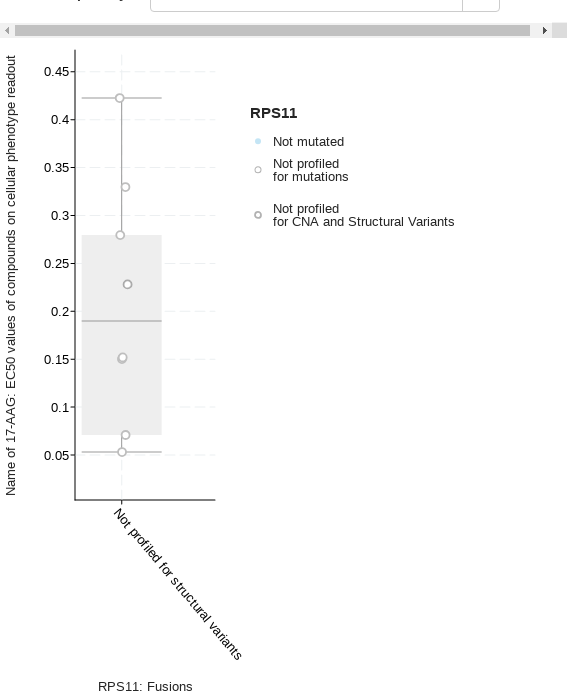 Name of 17-AAG: EC50 values of compounds on cellular phenotype readout
0.45
0.4
0.35
0.3
0.25
0.2
0.15
0.1
0.05
RPS11
Not mutated
Not profiled
for mutations
Not profiled
for CNA and Structural Variants
Not profiled for structural variants
RPS11: Fusions